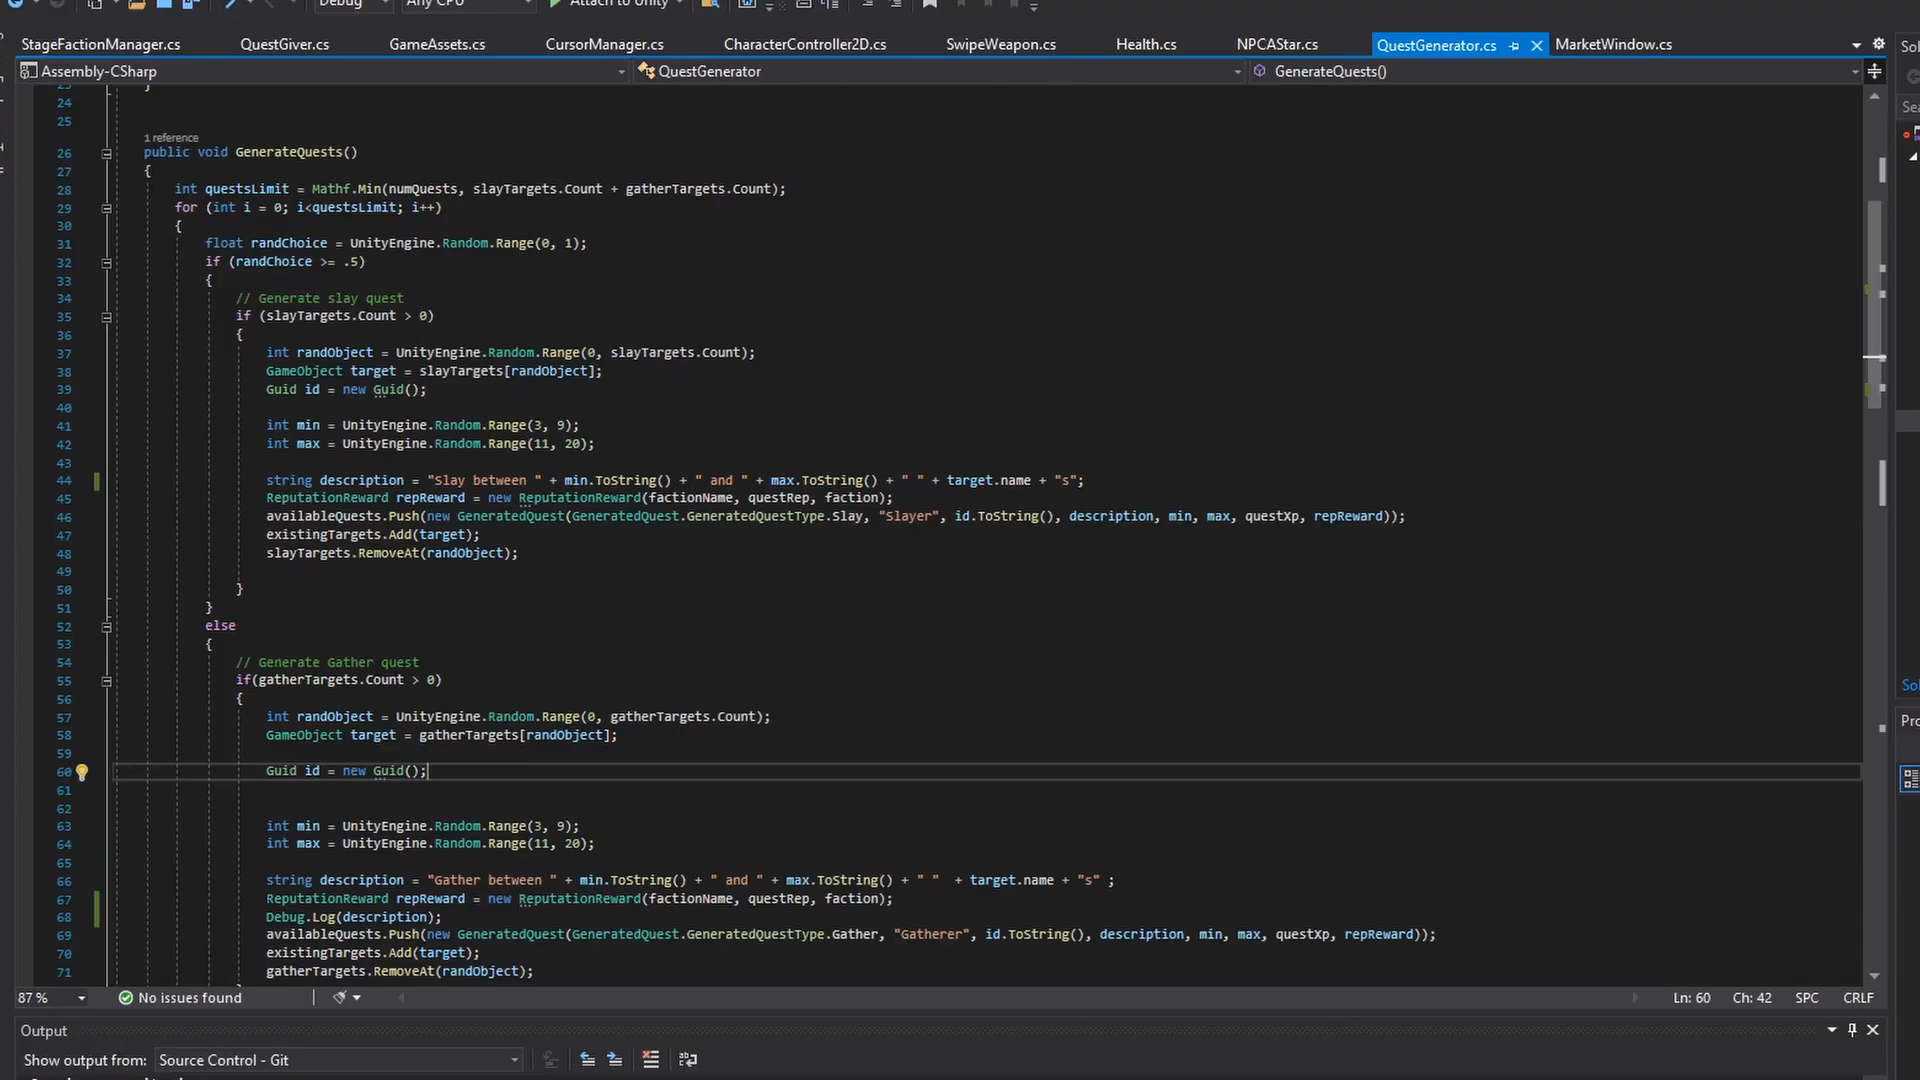 Debug Any CPU Attach to Unity
StageFactionManager.cs QuestGiver.cs GameAssets.cs CursorManager.cs CharacterController2D.cs SwipeWeapon.cs Health.cs NPCAStar.cs QuestGenerator.cs MarketWindow.cs
Assembly-CSharp QuestGenerator GenerateQuests()
23 }
24
25
1 reference
26 public void GenerateQuests()
27 {
28 int questsLimit = Mathf.Min(numQuests, slayTargets.Count + gatherTargets.Count);
29 for (int i = 0; i<questsLimit; i++)
30 {
31 float randChoice = UnityEngine.Random.Range(0, 1);
32 if (randChoice >= .5)
33 {
34 // Generate slay quest
35 if (slayTargets.Count > 0)
36 {
37 int randObject = UnityEngine.Random.Range(0, slayTargets.Count);
38 GameObject target = slayTargets[randObject];
39 Guid id = new Guid();
40
41 int min = UnityEngine.Random.Range(3, 9);
42 int max = UnityEngine.Random.Range(11, 20);
43
44 string description = "Slay between " + min.ToString() + " and " + max.ToString() + " " + target.name + "s";
45 ReputationReward repReward = new ReputationReward(factionName, questRep, faction);
46 availableQuests.Push(new GeneratedQuest(GeneratedQuest.GeneratedQuestType.Slay, "Slayer", id.ToString(), description, min, max, questXp, repReward));
47 existingTargets.Add(target);
48 slayTargets.RemoveAt(randObject);
49
50 }
51 }
52 else
53 {
54 // Generate Gather quest
55 if(gatherTargets.Count > 0)
56 {
57 int randObject = UnityEngine.Random.Range(0, gatherTargets.Count);
58 GameObject target = gatherTargets[randObject];
59
60 Guid id = new Guid();
61
62
63 int min = UnityEngine.Random.Range(3, 9);
64 int max = UnityEngine.Random.Range(11, 20);
65
66 string description = "Gather between " + min.ToString() + " and " + max.ToString() + " " + target.name + "s" ;
67 ReputationReward repReward = new ReputationReward(factionName, questRep, faction);
68 Debug.Log(description);
69 availableQuests.Push(new GeneratedQuest(GeneratedQuest.GeneratedQuestType.Gather, "Gatherer", id.ToString(), description, min, max, questXp, repReward));
70 existingTargets.Add(target);
71 gatherTargets.RemoveAt(randObject);
87 % No issues found Ln: 60 Ch: 42 SPC CRLF
Output
Show output from: Source Control - Git
Sol
Sea
Sol
Pro